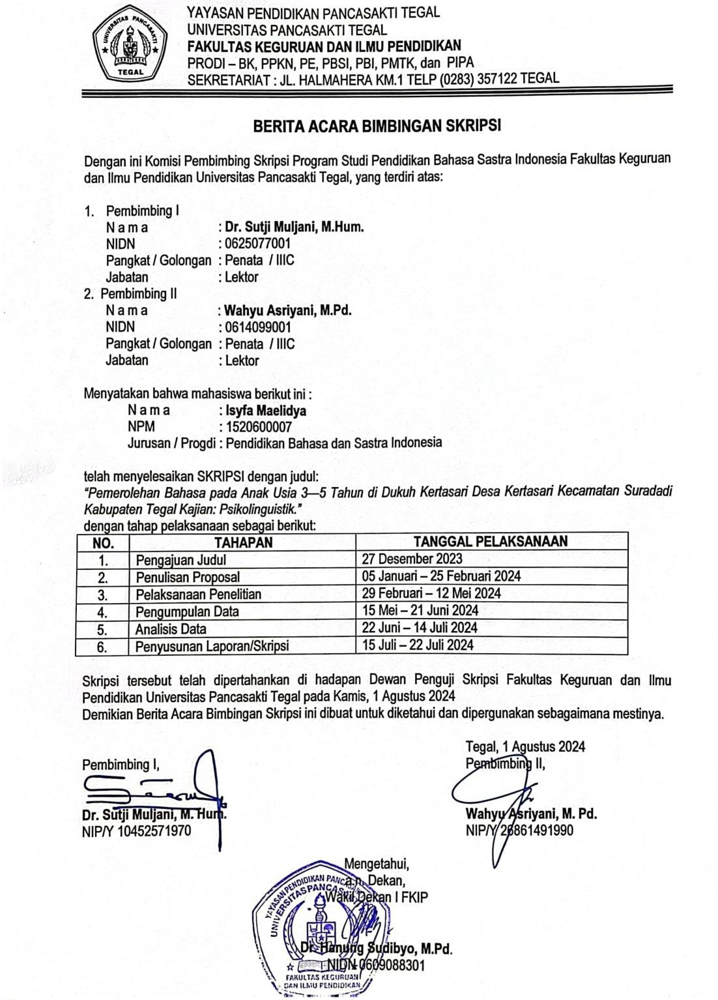 UNIVERSITAS PANCASAKTI
TEGAL
YAYASAN PENDIDIKAN PANCASAKTI TEGAL
UNIVERSITAS PANCASAKTI TEGAL
FAKULTAS KEGURUAN DAN ILMU PENDIDIKAN
PRODI – BK, PPKN, PE, PBSI, PBI, PMTK, dan PIPA
SEKRETARIAT : JL. HALMAHERA KM.1 TELP (0283) 357122 TEGAL
BERITA ACARA BIMBINGAN SKRIPSI
Dengan ini Komisi Pembimbing Skripsi Program Studi Pendidikan Bahasa Sastra Indonesia Fakultas Keguruan
dan Ilmu Pendidikan Universitas Pancasakti Tegal, yang terdiri atas:
1. Pembimbing I
N a m a : Dr. Sutji Muljani, M.Hum.
NIDN : 0625077001
Pangkat / Golongan : Penata / IIIC
Jabatan : Lektor
2. Pembimbing II
N a m a : Wahyu Asriyani, M.Pd.
NIDN : 0614099001
Pangkat / Golongan : Penata / IIIC
Jabatan : Lektor
Menyatakan bahwa mahasiswa berikut ini :
N a m a : Isyfa Maelidya
NPM : 1520600007
Jurusan / Progdi : Pendidikan Bahasa dan Sastra Indonesia
telah menyelesaikan SKRIPSI dengan judul:
"Pemerolehan Bahasa pada Anak Usia 3—5 Tahun di Dukuh Kertasari Desa Kertasari Kecamatan Suradadi
Kabupaten Tegal Kajian: Psikolinguistik."
dengan tahap pelaksanaan sebagai berikut:
NO. TAHAPAN TANGGAL PELAKSANAAN
1. Pengajuan Judul 27 Desember 2023
2. Penulisan Proposal 05 Januari – 25 Februari 2024
3. Pelaksanaan Penelitian 29 Februari – 12 Mei 2024
4. Pengumpulan Data 15 Mei – 21 Juni 2024
5. Analisis Data 22 Juni – 14 Juli 2024
6. Penyusunan Laporan/Skripsi 15 Juli – 22 Juli 2024
Skripsi tersebut telah dipertahankan di hadapan Dewan Penguji Skripsi Fakultas Keguruan dan Ilmu
Pendidikan Universitas Pancasakti Tegal pada Kamis, 1 Agustus 2024
Demikian Berita Acara Bimbingan Skripsi ini dibuat untuk diketahui dan dipergunakan sebagaimana mestinya.
Tegal, 1 Agustus 2024
Pembimbing I, Pembimbing II,
Dr. Sutji Muljani, M. Hum. Wahyu Asriyani, M. Pd.
NIP/Y 10452571970 NIP/Y 26861491990
Mengetahui,
a.n. Dekan,
Wakil Dekan I FKIP
YAYASAN PENDIDIKAN PANCASAKTI
UNIVERSITAS PANCASAKTI
Dr. Hanung Sudibyo, M.Pd.
NIDN 0609088301
FAKULTAS KEGURUAN
DAN ILMU PENDIDIKAN